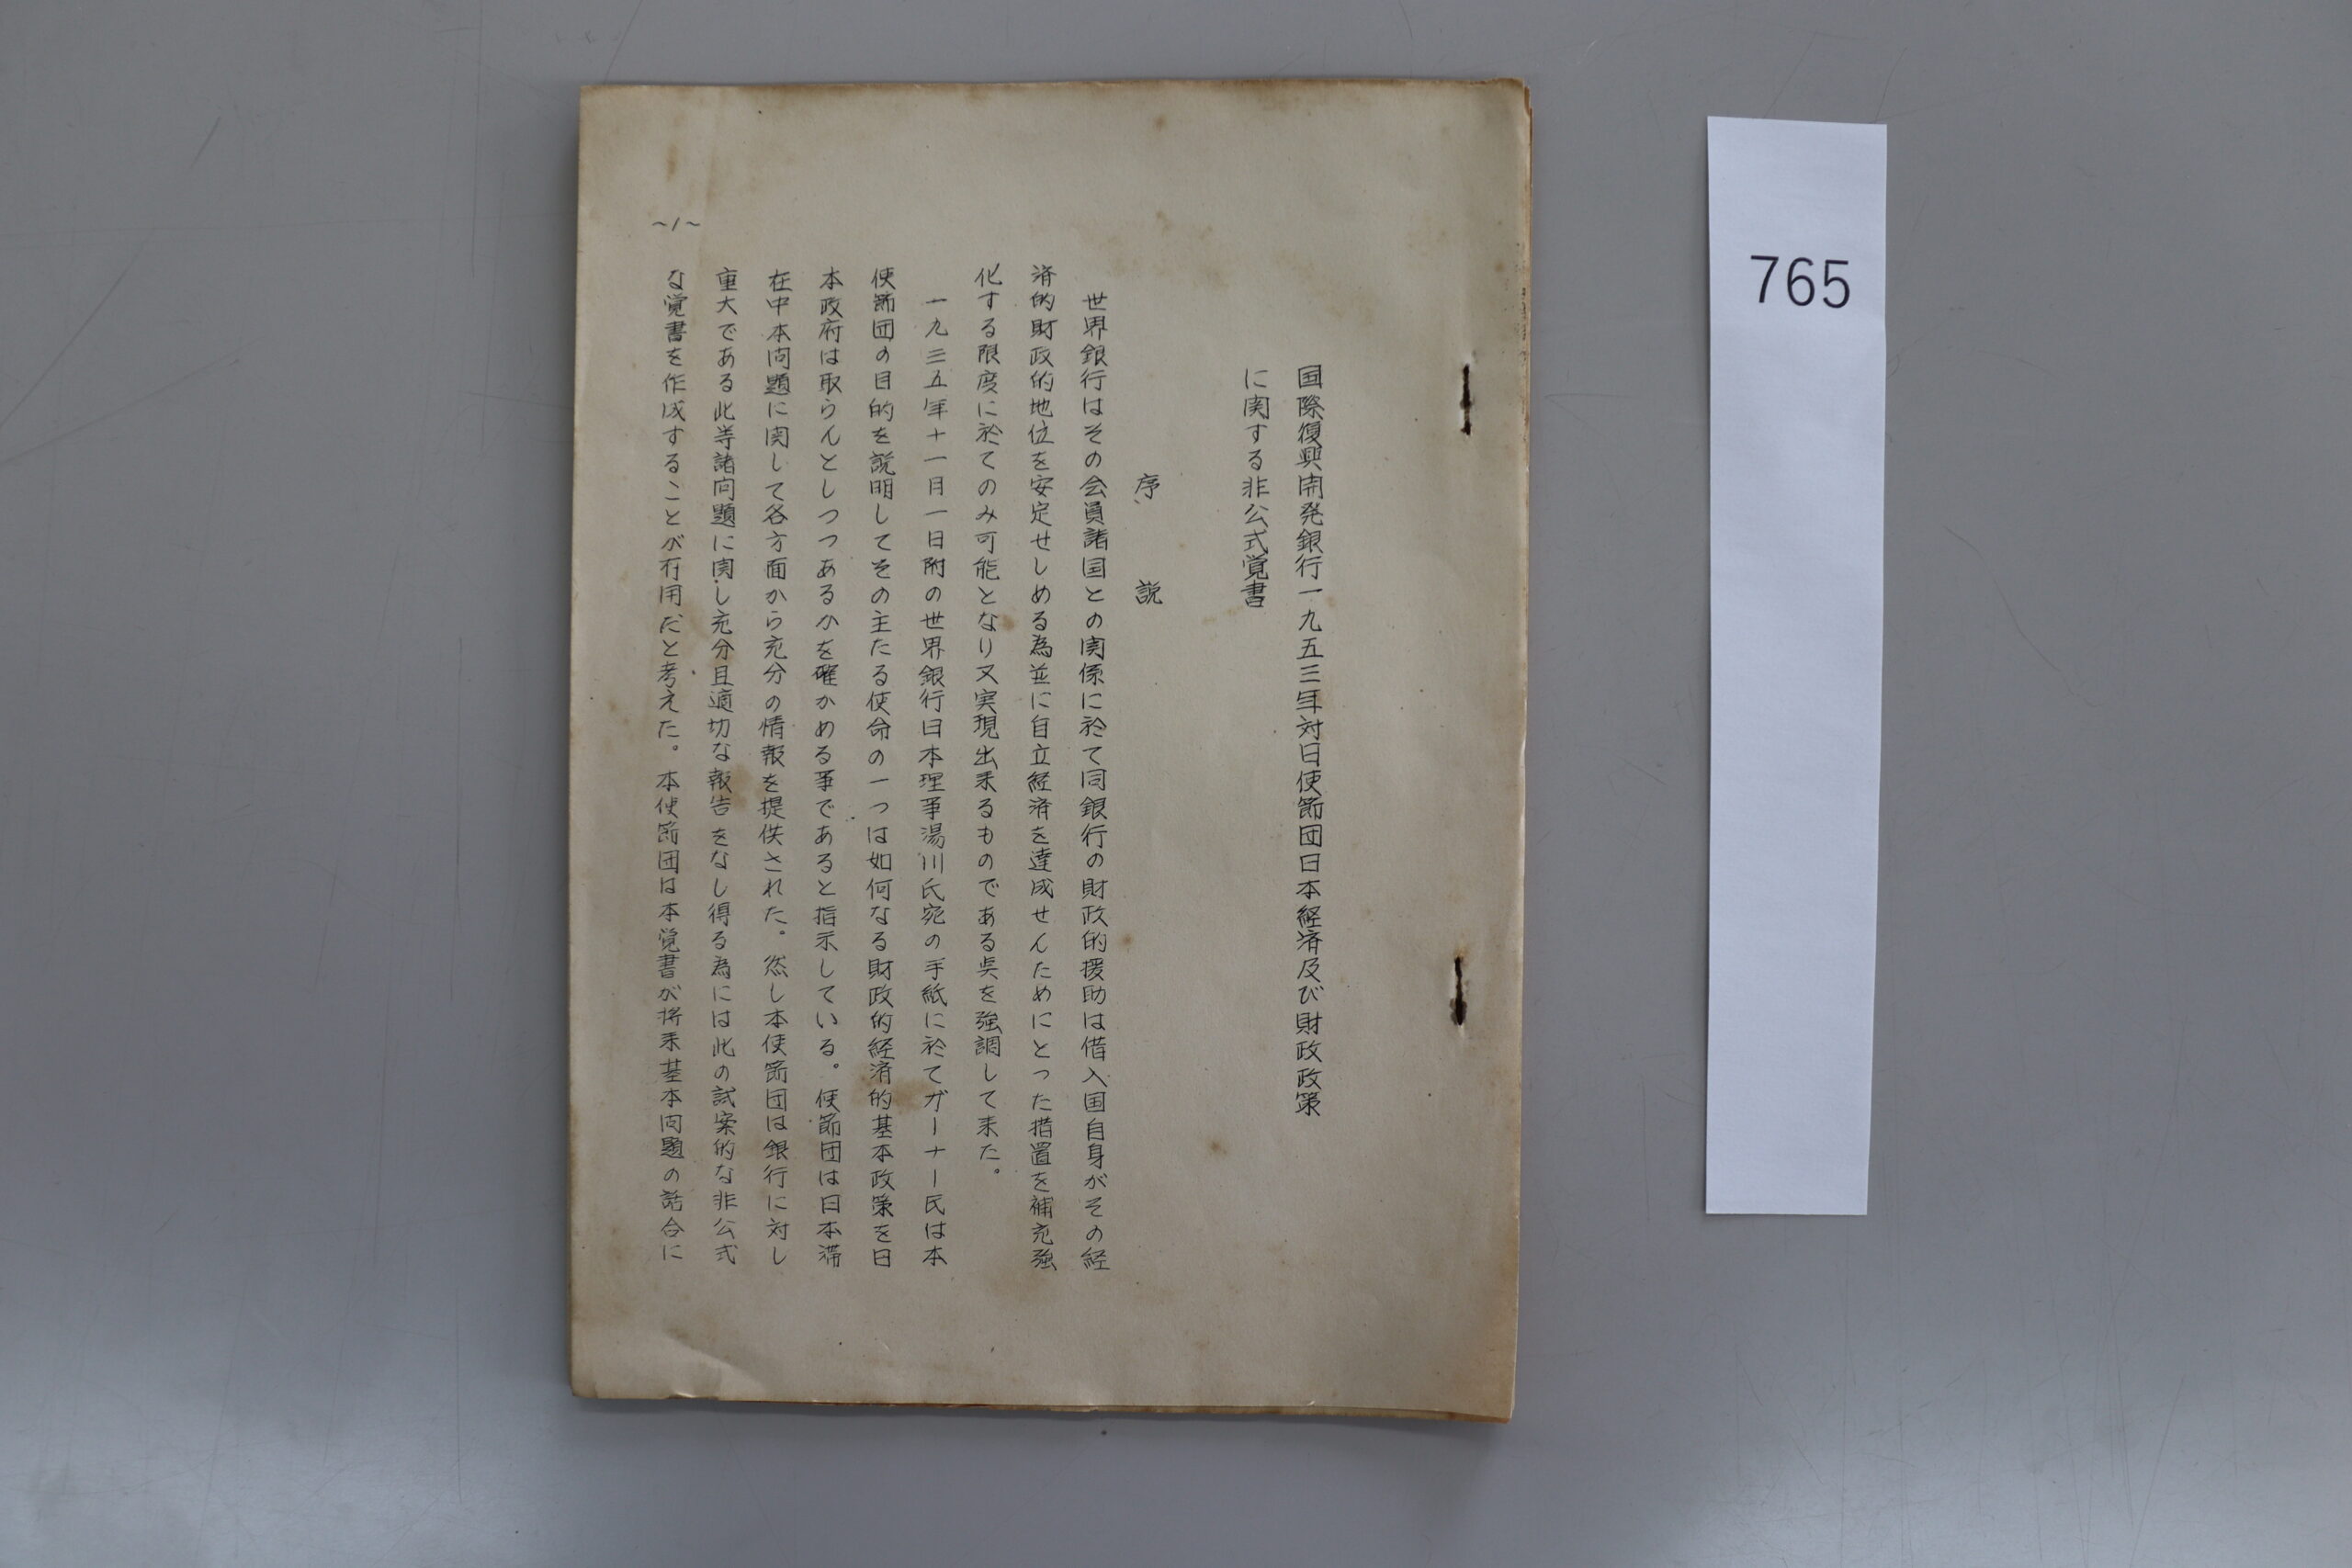 国際復興開発銀行一九五三年対日使節団日本経済及び財政政策
に関する非公式覚書
序説
世界銀行はその会員諸国との関係に於て同銀行の財政的援助は借入国自身がその経
済的財政的地位を安定せしめる為並に自立経済を達成せんためにとった措置を補充強
化する限度に於てのみ可能となり又実現出来るものである点を強調して来た。
一九三五年十一月一日附の世界銀行日本理事湯川氏宛の手紙に於てガーナー氏は本
使節団の目的を説明してその主たる使命の一つは如何なる財政的経済的基本政策を日
本政府は取らんとしつつあるかを確かめる事であると指示している。使節団は日本滞
在中本問題に関して各方面から充分の情報を提供された。然し本使節団は銀行に対し
重大である此等諸問題に関し充分且適切な報告をなし得る為には此の試案的な非公式
な覚書を作成することが有用だと考えた。本使節団は本覚書が将来基本問題の話合に
~1~
765